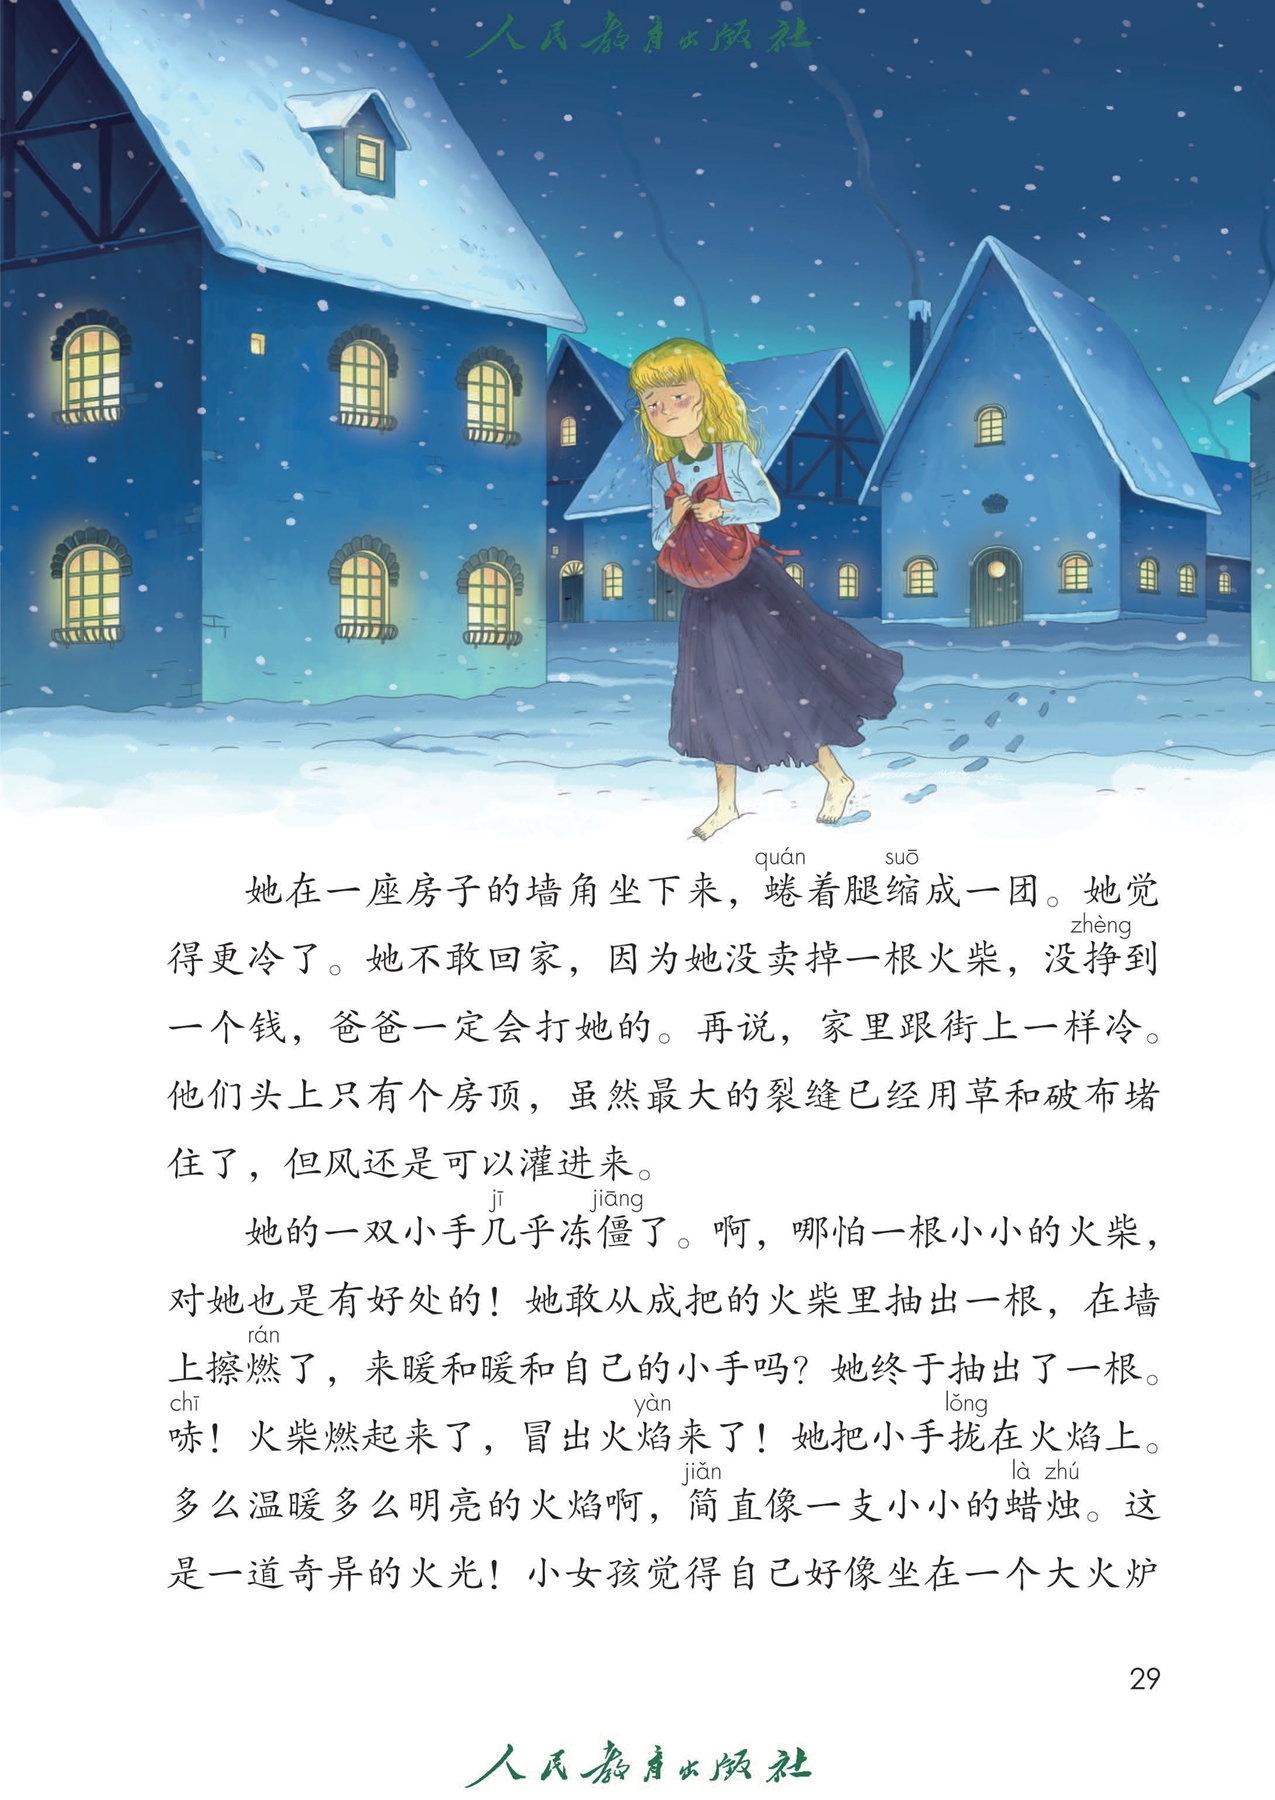 人民教育出版社
quán suō
她在一座房子的墙角坐下来，蜷着腿缩成一团。她觉
zhèng
得更冷了。她不敢回家，因为她没卖掉一根火柴，没挣到
一个钱，爸爸一定会打她的。再说，家里跟街上一样冷。
他们头上只有个房顶，虽然最大的裂缝已经用草和破布堵
住了，但风还是可以灌进来。
jī jiāng
她的一双小手几乎冻僵了。啊，哪怕一根小小的火柴，
对她也是有好处的！她敢从成把的火柴里抽出一根，在墙
rán
上擦燃了，来暖和暖和自己的小手吗？她终于抽出了一根。
chī yàn lǒng
哧！火柴燃起来了，冒出火焰来了！她把小手拢在火焰上。
jiǎn là zhú
多么温暖多么明亮的火焰啊，简直像一支小小的蜡烛。这
是一道奇异的火光！小女孩觉得自己好像坐在一个大火炉
29
人民教育出版社